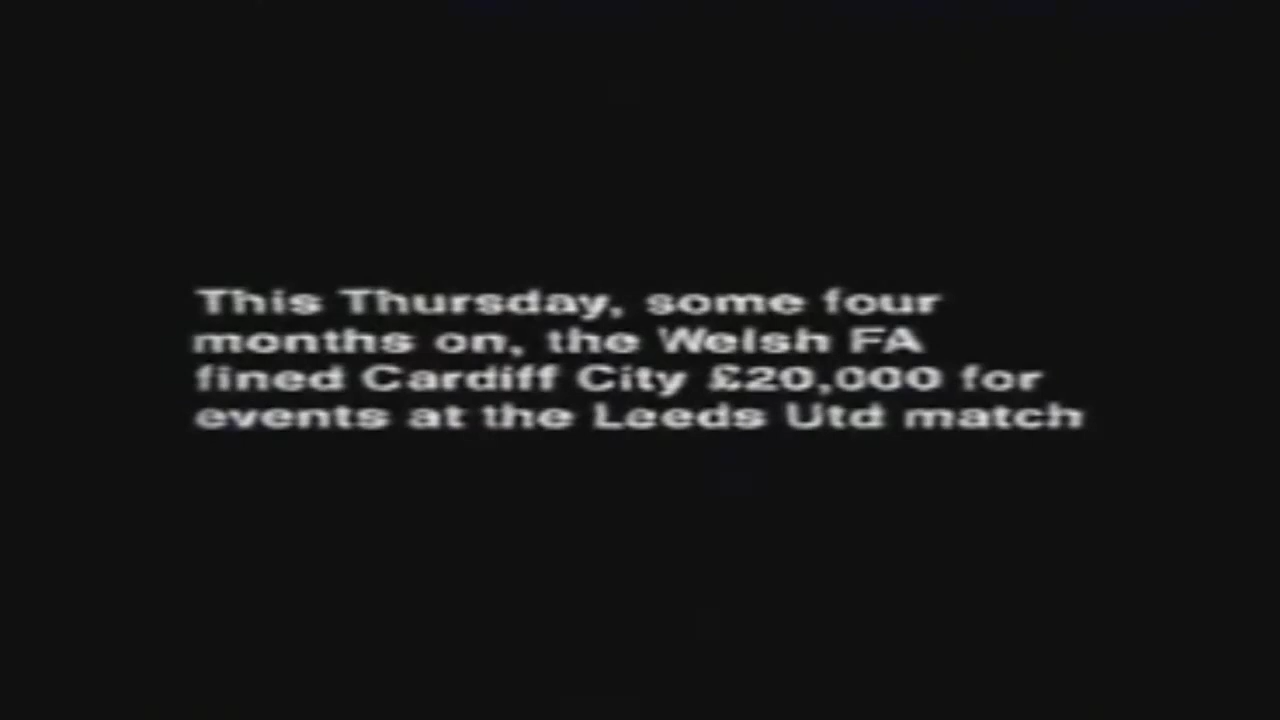 This Thursday, some four
months on, the Welsh FA
fined Cardiff City £20,000 for
events at the Leeds Utd match